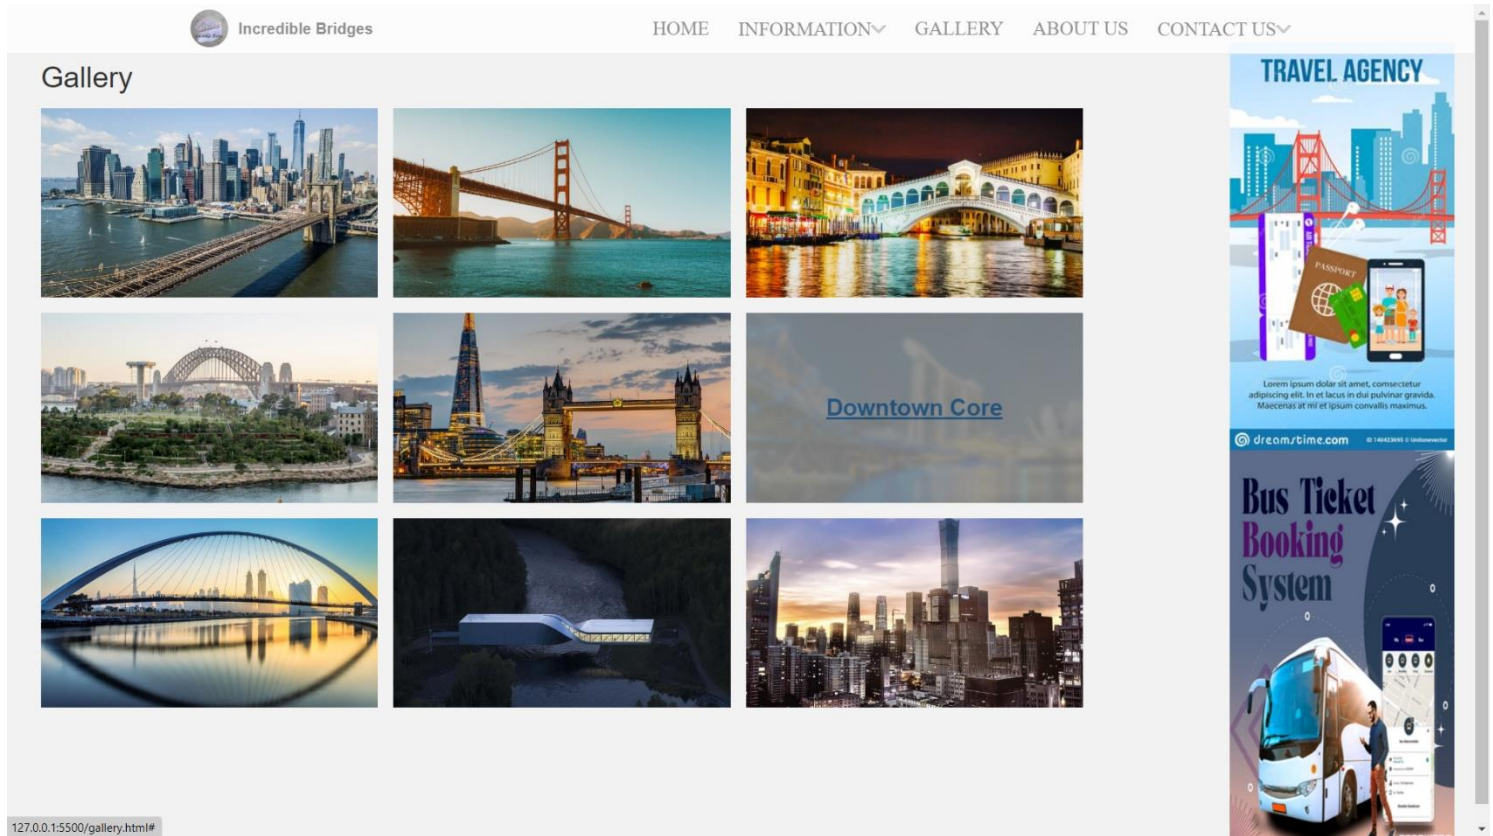 Incredible Bridges
HOME
INFORMATION
GALLERY
ABOUT US
CONTACT US
Gallery
Downtown Core
TRAVEL AGENCY
PASSPORT
Lorem ipsum dolar sit amet, comsectetur
adipiscing elit. In et lacus in dui pulvinar gravida.
Maecenas at mi et ipsum convallis maximus.
dreamstime.com
Bus Ticket
Booking
System
127.0.0.1:5500/gallery.html#